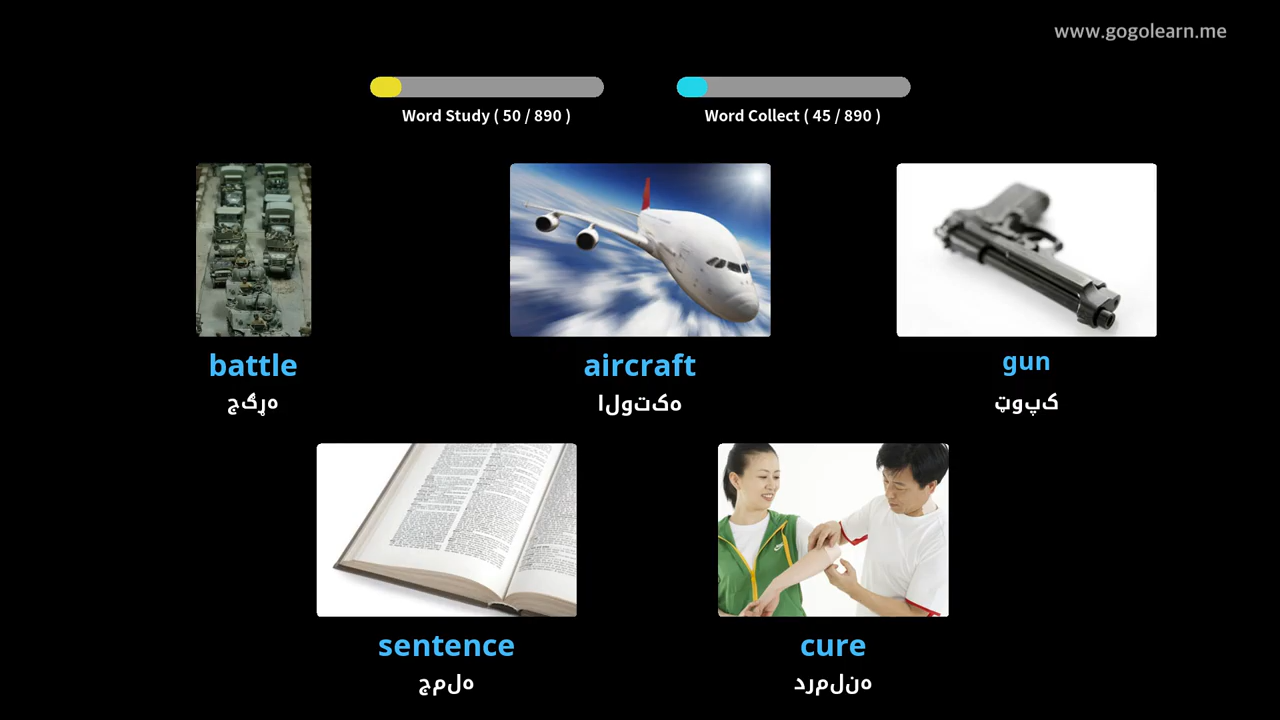 www.gogolearn.me
Word Study ( 50 / 890 )
Word Collect ( 45 / 890 )
battle
aircraft
gun
جگړه
الوتکه
ټوپک
sentence
cure
جمله
درملنه